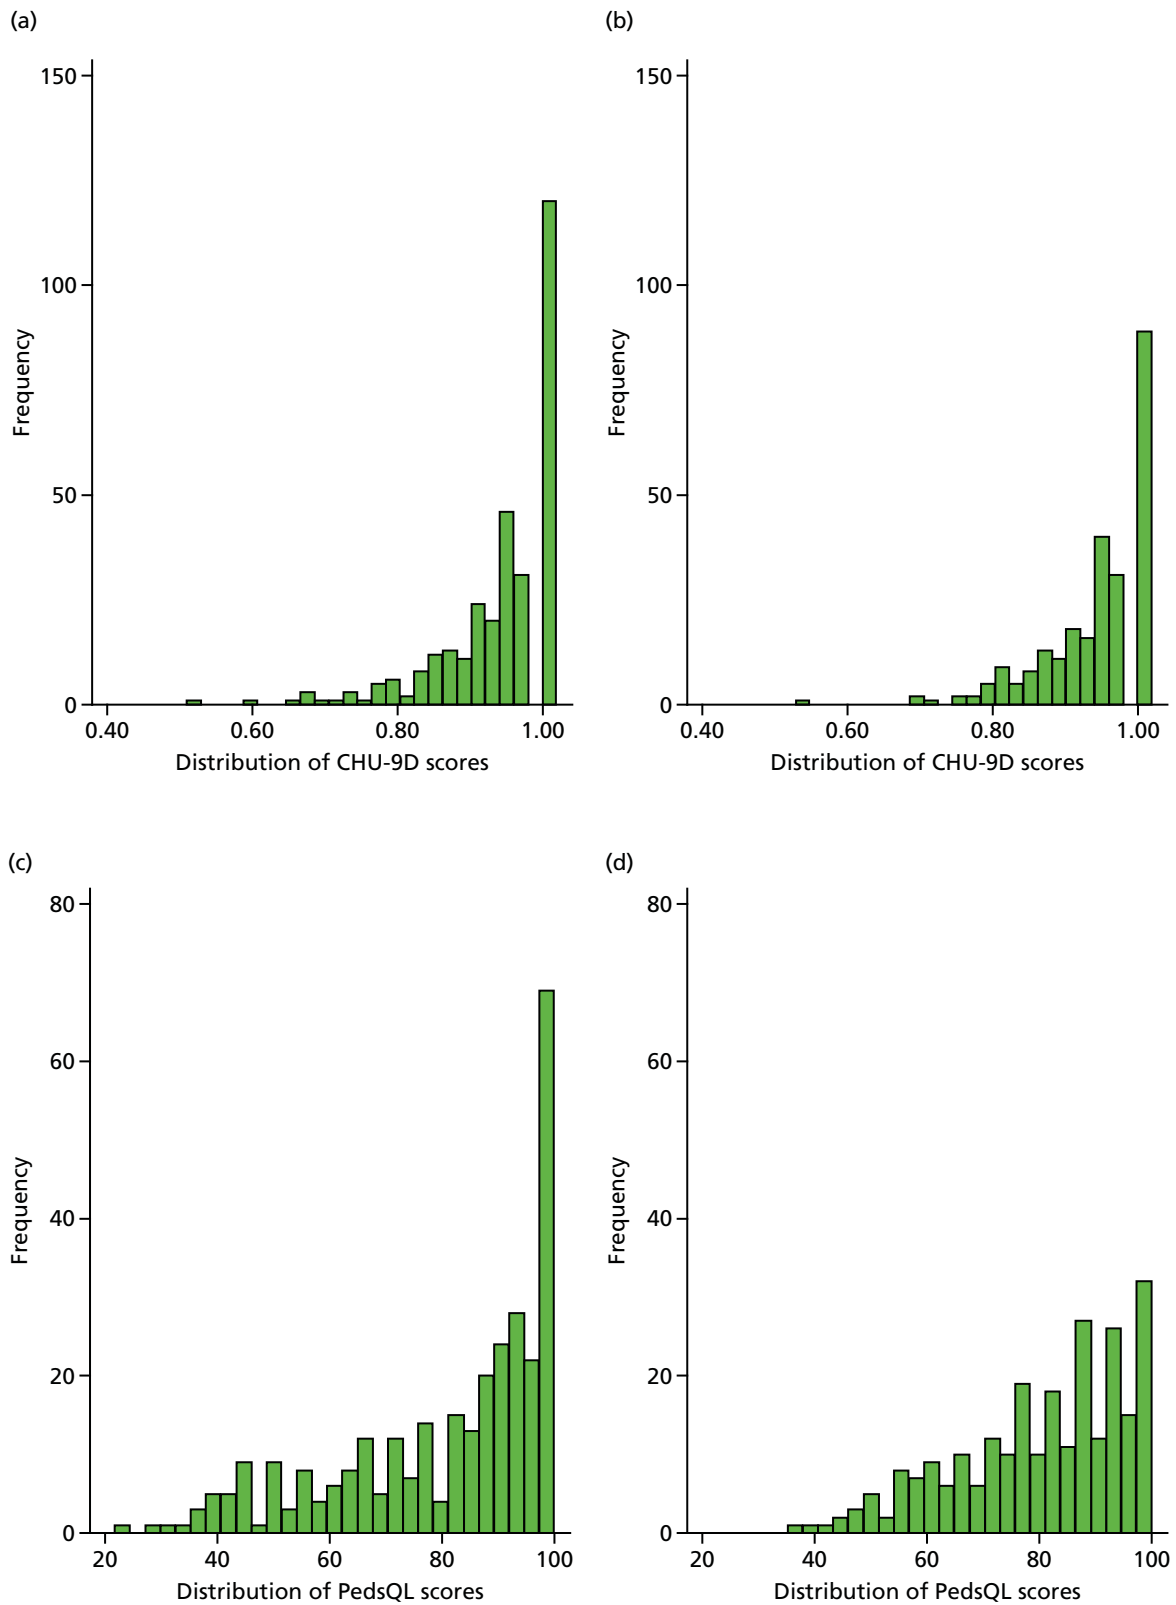 (a)
150
100
50
0
Frequency
0.40 0.60 0.80 1.00
Distribution of CHU-9D scores
(b)
150
100
50
0
Frequency
0.40 0.60 0.80 1.00
Distribution of CHU-9D scores
(c)
80
60
40
20
0
Frequency
20 40 60 80 100
Distribution of PedsQL scores
(d)
80
60
40
20
0
Frequency
20 40 60 80 100
Distribution of PedsQL scores